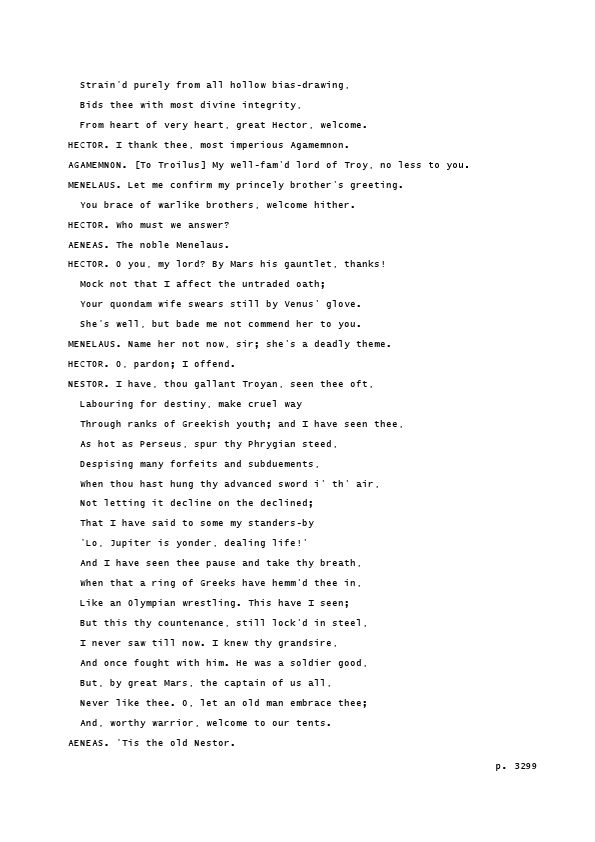 Strain'd purely from all hollow bias-drawing,
Bids thee with most divine integrity,
From heart of very heart, great Hector, welcome.
HECTOR. I thank thee, most imperious Agamemnon.
AGAMEMNON. [To Troilus] My well-fam'd lord of Troy, no less to you.
MENELAUS. Let me confirm my princely brother's greeting.
You brace of warlike brothers, welcome hither.
HECTOR. Who must we answer?
AENEAS. The noble Menelaus.
HECTOR. O you, my lord? By Mars his gauntlet, thanks!
Mock not that I affect the untraded oath;
Your quondam wife swears still by Venus' glove.
She's well, but bade me not commend her to you.
MENELAUS. Name her not now, sir; she's a deadly theme.
HECTOR. O, pardon; I offend.
NESTOR. I have, thou gallant Troyan, seen thee oft,
Labouring for destiny, make cruel way
Through ranks of Greekish youth; and I have seen thee,
As hot as Perseus, spur thy Phrygian steed,
Despising many forfeits and subduements,
When thou hast hung thy advanced sword i' th' air,
Not letting it decline on the declined;
That I have said to some my standers-by
'Lo, Jupiter is yonder, dealing life!'
And I have seen thee pause and take thy breath,
When that a ring of Greeks have hemm'd thee in,
Like an Olympian wrestling. This have I seen;
But this thy countenance, still lock'd in steel,
I never saw till now. I knew thy grandsire,
And once fought with him. He was a soldier good,
But, by great Mars, the captain of us all,
Never like thee. O, let an old man embrace thee;
And, worthy warrior, welcome to our tents.
AENEAS. 'Tis the old Nestor.
p. 3299